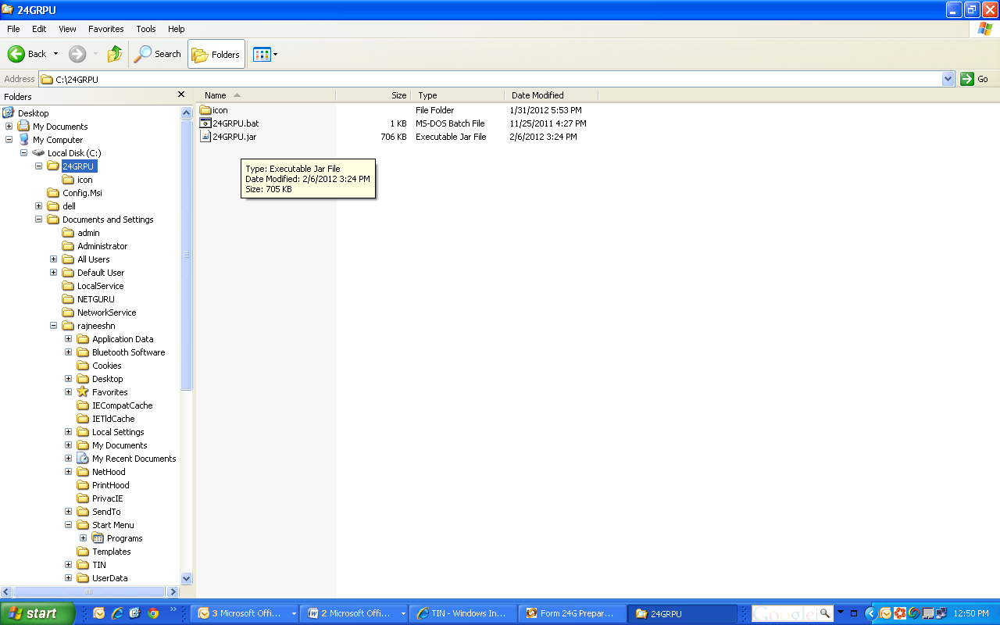 24GRPU
File Edit View Favorites Tools Help
Back Search Folders
Address C:\24GRPU Go
Folders
Name Size Type Date Modified
Desktop
My Documents
My Computer
Local Disk (C:)
24GRPU
icon
Config.Msi
dell
Documents and Settings
admin
Administrator
All Users
Default User
LocalService
NETGURU
NetworkService
rajneeshn
Application Data
Bluetooth Software
Cookies
Desktop
Favorites
IECompatCache
IETldCache
Local Settings
My Documents
My Recent Documents
NetHood
PrintHood
PrivacIE
SendTo
Start Menu
Programs
Templates
TIN
UserData
icon File Folder 1/31/2012 5:53 PM
24GRPU.bat 1 KB MS-DOS Batch File 11/25/2011 4:27 PM
24GRPU.jar 706 KB Executable Jar File 2/6/2012 3:24 PM
Type: Executable Jar File
Date Modified: 2/6/2012 3:24 PM
Size: 705 KB
start 3 Microsoft Offi... 2 Microsoft Offi... TIN - Windows In... Form 24G Prepar... 24GRPU Google 12:50 PM